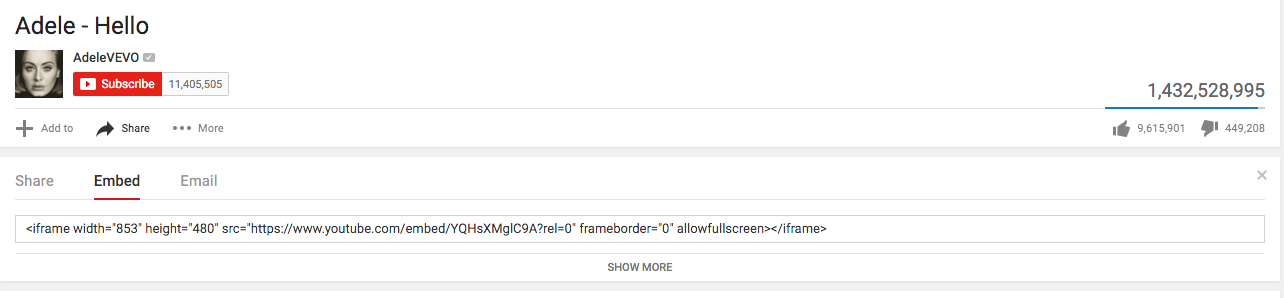 Adele - Hello
AdeleVEVO
Subscribe 11,405,505
1,432,528,995
Add to Share More 9,615,901 449,208
Share Embed Email
<iframe width="853" height="480" src="https://www.youtube.com/embed/YQHsXMglC9A?rel=0" frameborder="0" allowfullscreen></iframe>
SHOW MORE